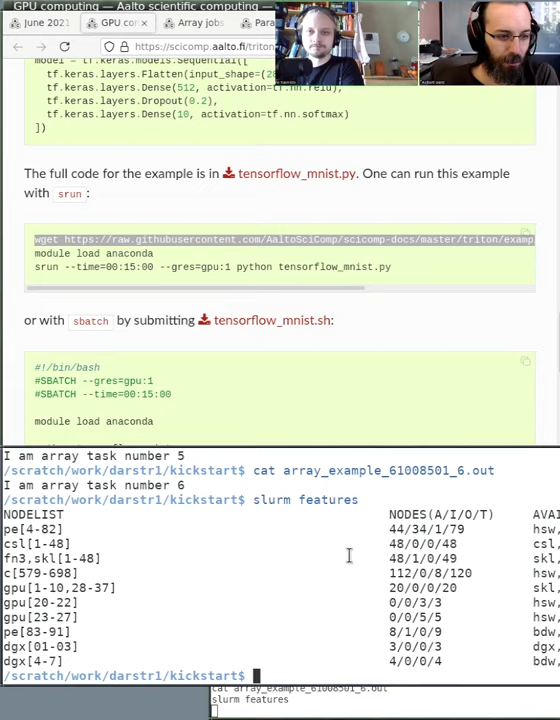 GPU computing — Aalto scientific computing —
June 2021
GPU con
Array jobs
Para
https://scicomp.aalto.fi/triton
model = tf.keras.models.Sequential([
tf.keras.layers.Flatten(input_shape=(28
tf.keras.layers.Dense(512, activation=tf.nn.relu),
tf.keras.layers.Dropout(0.2),
tf.keras.layers.Dense(10, activation=tf.nn.softmax)
])
The full code for the example is in tensorflow_mnist.py. One can run this example
with srun :
wget https://raw.githubusercontent.com/AaltoSciComp/scicomp-docs/master/triton/examp
module load anaconda
srun --time=00:15:00 --gres=gpu:1 python tensorflow_mnist.py
or with sbatch by submitting tensorflow_mnist.sh:
#!/bin/bash
#SBATCH --gres=gpu:1
#SBATCH --time=00:15:00
module load anaconda
I am array task number 5
/scratch/work/darstr1/kickstart$ cat array_example_61008501_6.out
I am array task number 6
/scratch/work/darstr1/kickstart$ slurm features
NODELIST NODES(A/I/O/T) AVAI
pe[4-82] 44/34/1/79 hsw,
csl[1-48] 48/0/0/48 csl,
fn3,skl[1-48] 48/1/0/49 skl,
c[579-698] 112/0/8/120 hsw,
gpu[1-10,28-37] 20/0/0/20 skl,
gpu[20-22] 0/0/3/3 hsw,
gpu[23-27] 0/0/5/5 hsw,
pe[83-91] 8/1/0/9 bdw,
dgx[01-03] 3/0/0/3 dgx,
dgx[4-7] 4/0/0/4 bdw,
/scratch/work/darstr1/kickstart$
cat array_example_61008501_6.out
slurm features